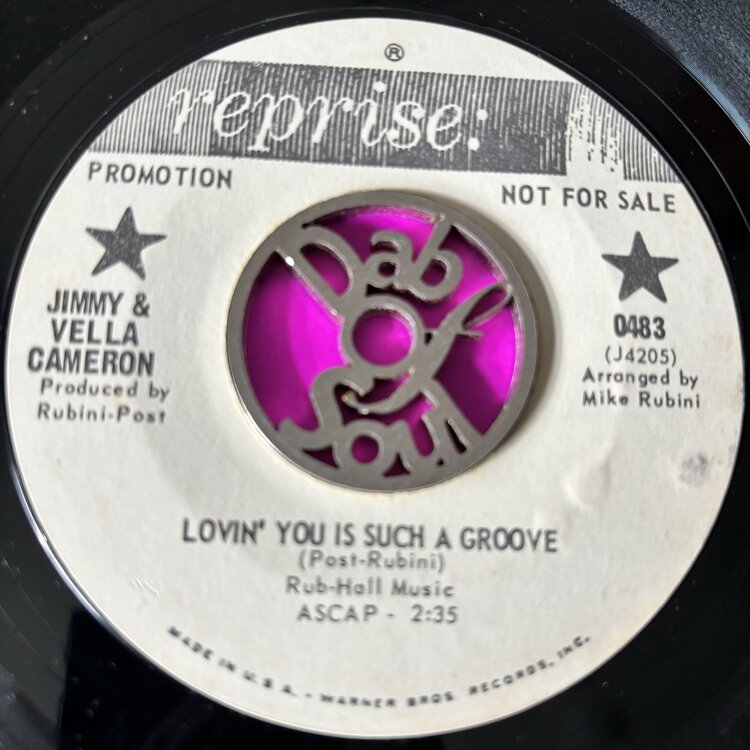 ®
reprise:
PROMOTION
NOT FOR SALE
JIMMY &
VELLA
CAMERON
Produced by
Rubini-Post
0483
(J4205)
Arranged by
Mike Rubini
Dab
of
Soul
LOVIN' YOU IS SUCH A GROOVE
(Post-Rubini)
Rub-Hall Music
ASCAP - 2:35
MADE IN U.S.A. - WARNER BROS. RECORDS, INC.